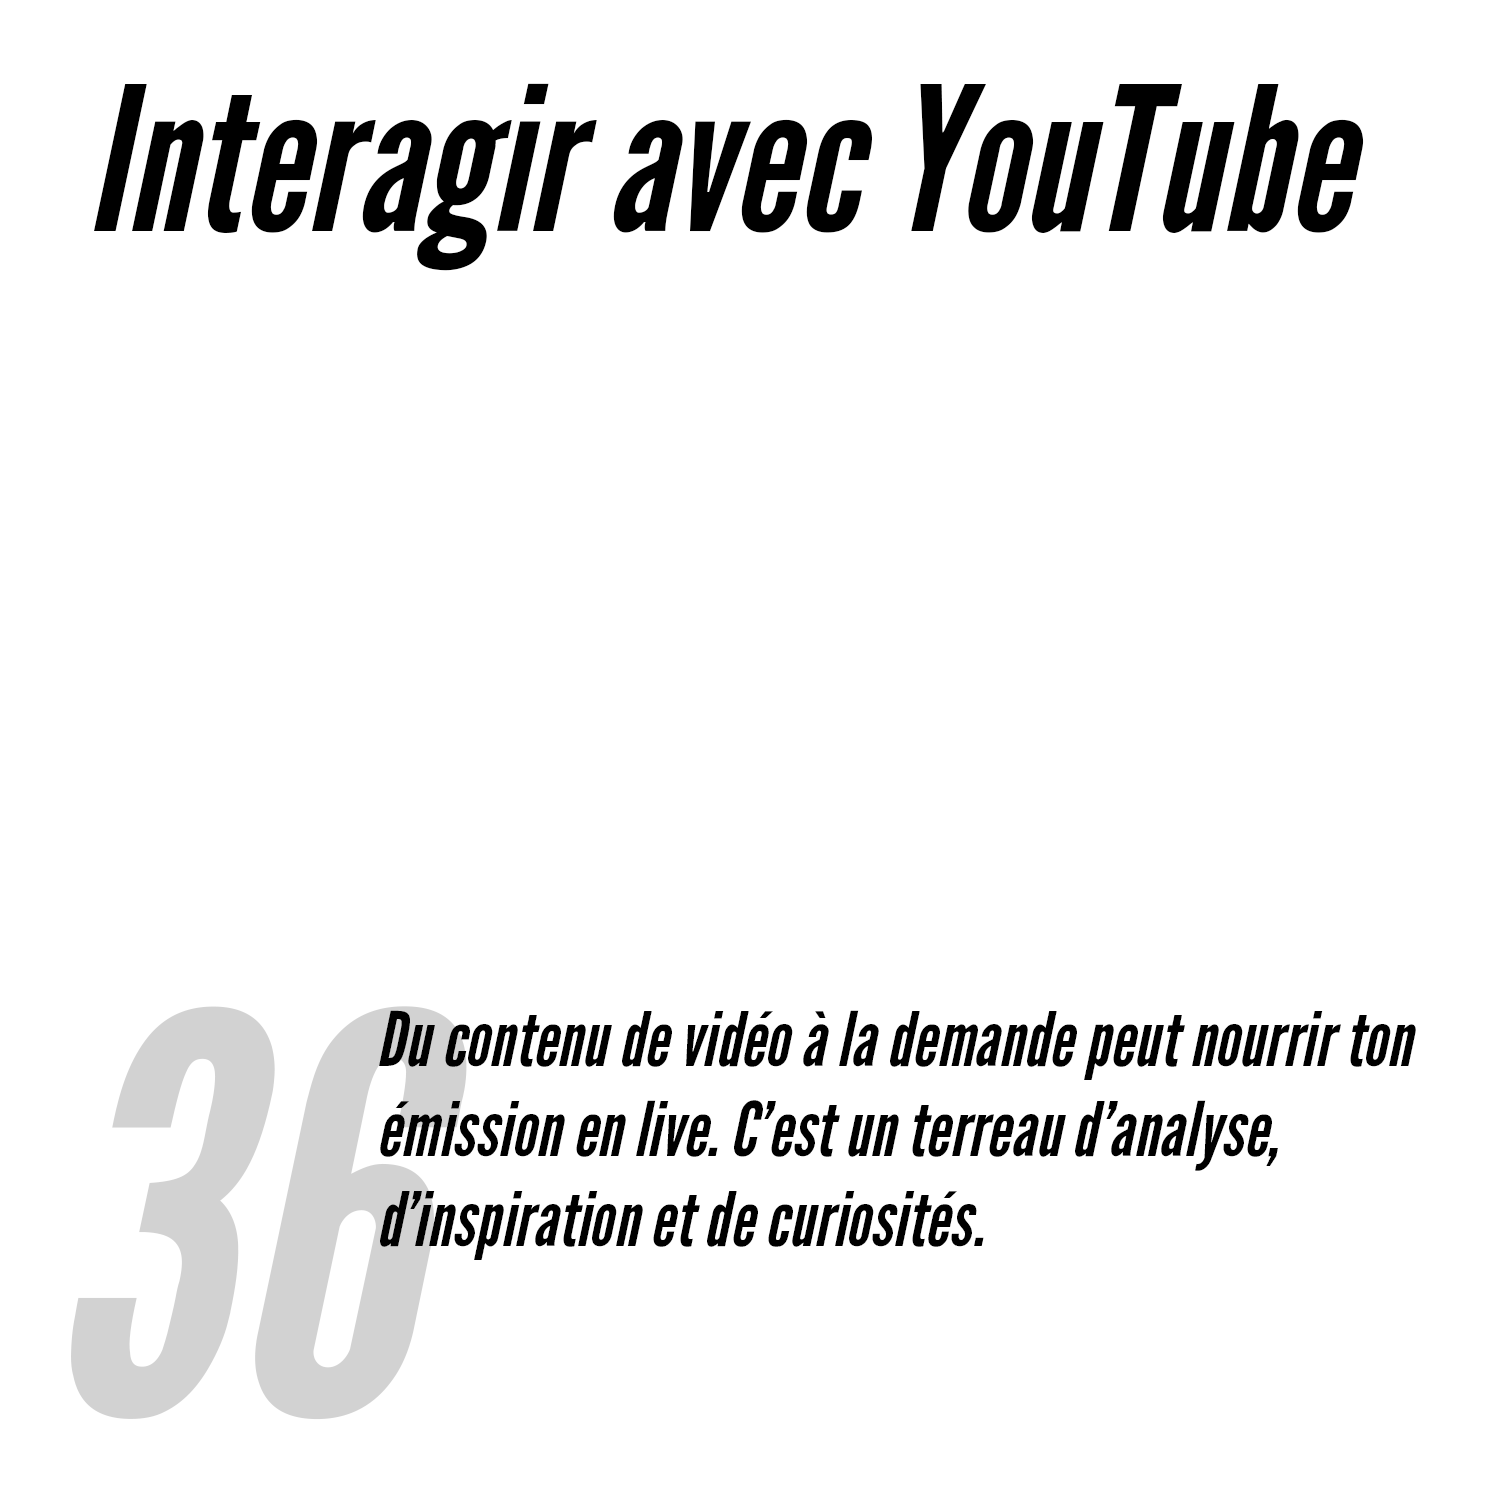 Interagir avec YouTube
36
Du contenu de vidéo à la demande peut nourrir ton
émission en live. C’est un terreau d’analyse,
d’inspiration et de curiosités.